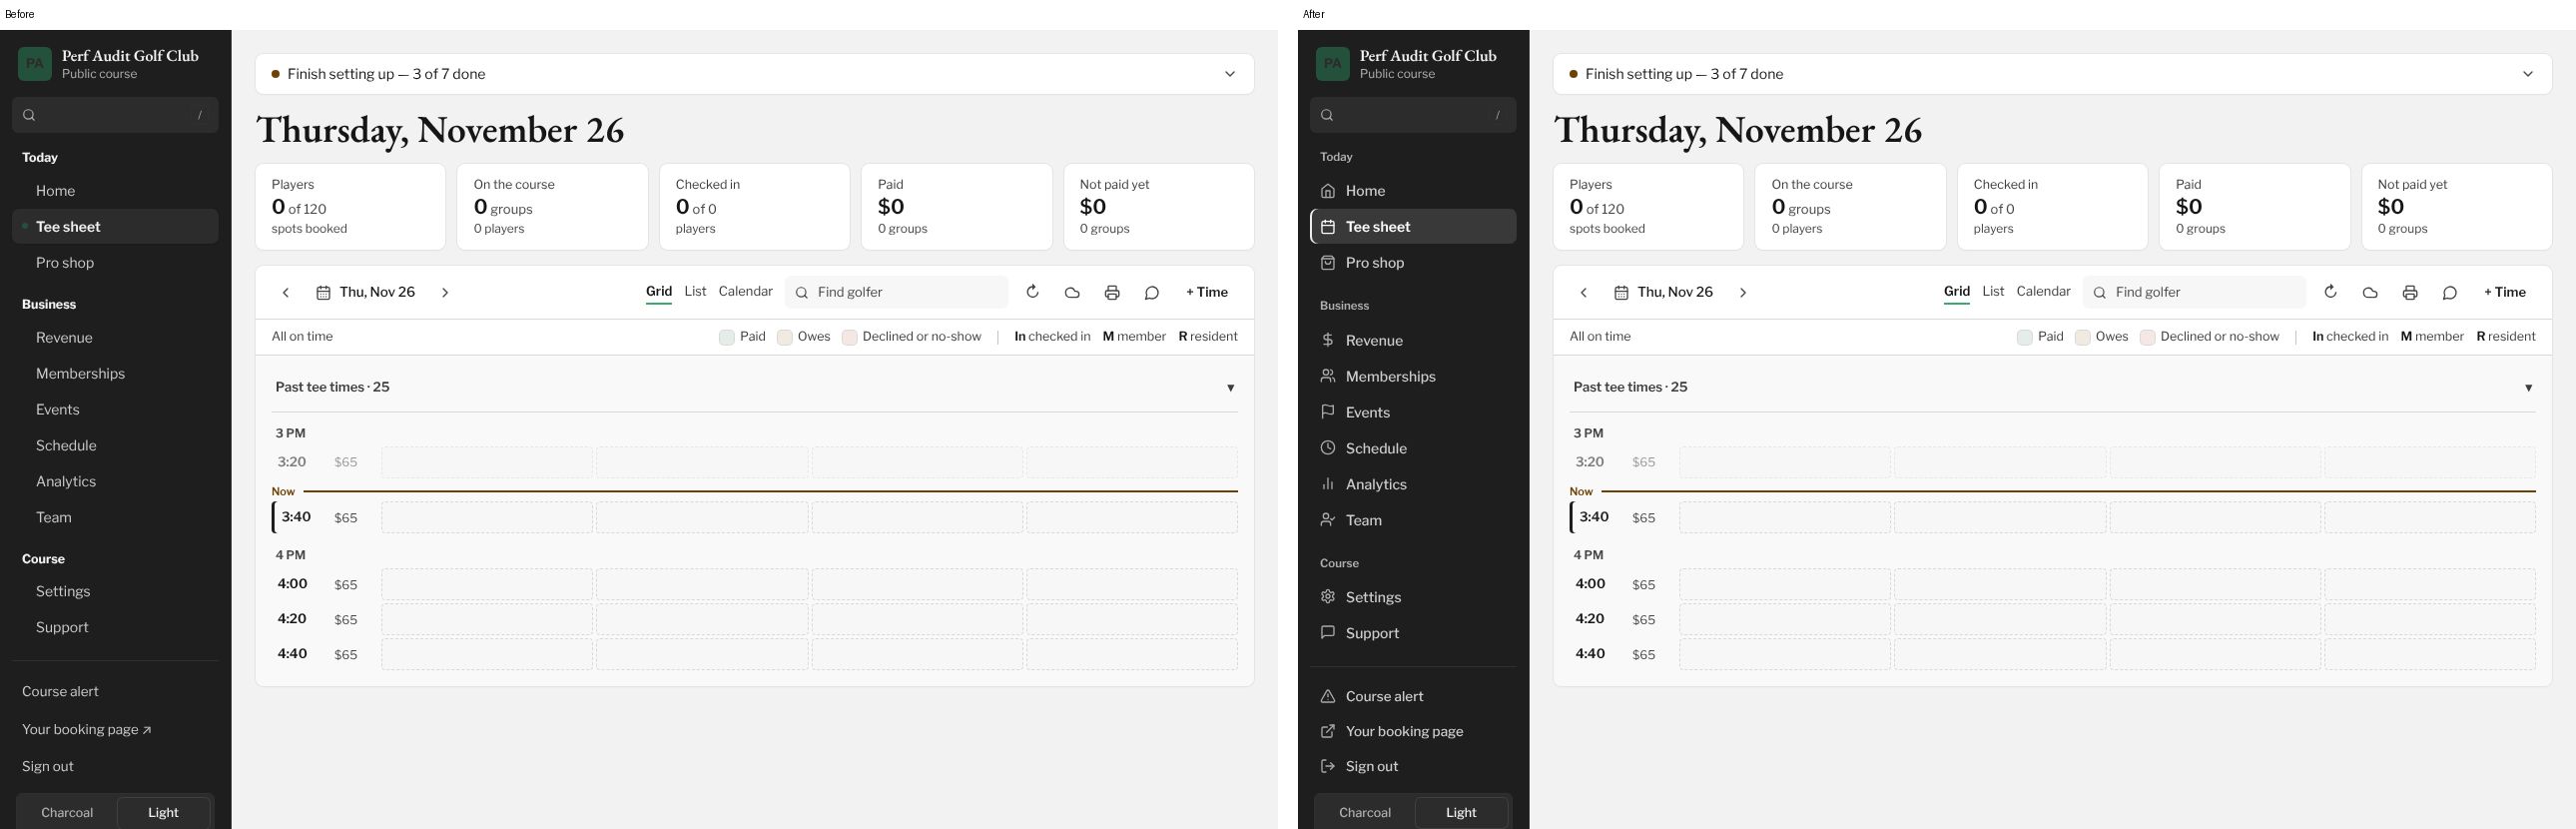 Before
PA
Perf Audit Golf Club
Public course
/
Today
Home
Tee sheet
Pro shop
Business
Revenue
Memberships
Events
Schedule
Analytics
Team
Course
Settings
Support
Course alert
Your booking page ↗
Sign out
Charcoal Light
Finish setting up — 3 of 7 done
Thursday, November 26
Players
0 of 120
spots booked
On the course
0 groups
0 players
Checked in
0 of 0
players
Paid
$0
0 groups
Not paid yet
$0
0 groups
Thu, Nov 26 Grid List Calendar Find golfer + Time
All on time Paid Owes Declined or no-show In checked in M member R resident
Past tee times · 25 ▼
3 PM
3:20 $65
Now
3:40 $65
4 PM
4:00 $65
4:20 $65
4:40 $65
After
PA
Perf Audit Golf Club
Public course
/
Today
Home
Tee sheet
Pro shop
Business
Revenue
Memberships
Events
Schedule
Analytics
Team
Course
Settings
Support
Course alert
Your booking page
Sign out
Charcoal Light
Finish setting up — 3 of 7 done
Thursday, November 26
Players
0 of 120
spots booked
On the course
0 groups
0 players
Checked in
0 of 0
players
Paid
$0
0 groups
Not paid yet
$0
0 groups
Thu, Nov 26 Grid List Calendar Find golfer + Time
All on time Paid Owes Declined or no-show In checked in M member R resident
Past tee times · 25 ▼
3 PM
3:20 $65
Now
3:40 $65
4 PM
4:00 $65
4:20 $65
4:40 $65